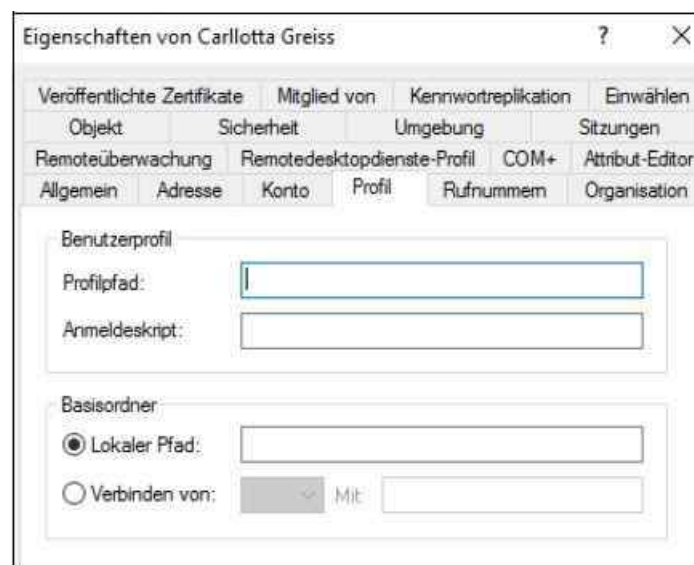 Eigenschaften von Carllotta Greiss ? X
Veröffentlichte Zertifikate Mitglied von Kennwortreplikation Einwählen
Objekt Sicherheit Umgebung Sitzungen
Remoteüberwachung Remotedesktopdienste-Profil COM+ Attribut-Editor
Allgemein Adresse Konto Profil Rufnummern Organisation
Benutzerprofil
Profilpfad:
Anmeldeskript:
Basisordner
Lokaler Pfad:
Verbinden von: Mit: